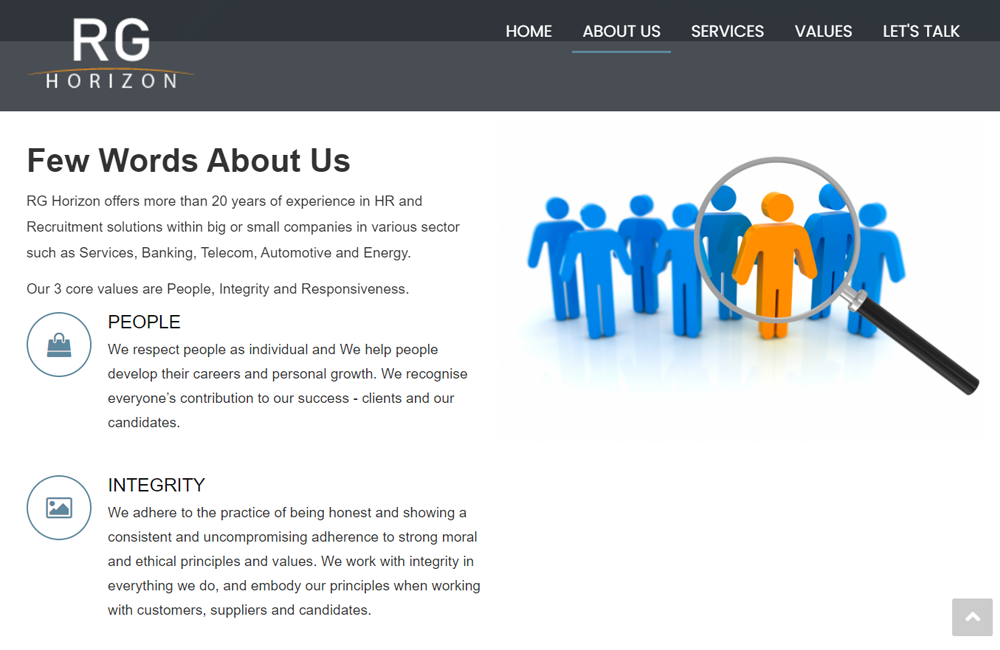 RG
HORIZON
HOME ABOUT US SERVICES VALUES LET'S TALK
Few Words About Us
RG Horizon offers more than 20 years of experience in HR and
Recruitment solutions within big or small companies in various sector
such as Services, Banking, Telecom, Automotive and Energy.
Our 3 core values are People, Integrity and Responsiveness.
PEOPLE
We respect people as individual and We help people
develop their careers and personal growth. We recognise
everyone’s contribution to our success - clients and our
candidates.
INTEGRITY
We adhere to the practice of being honest and showing a
consistent and uncompromising adherence to strong moral
and ethical principles and values. We work with integrity in
everything we do, and embody our principles when working
with customers, suppliers and candidates.